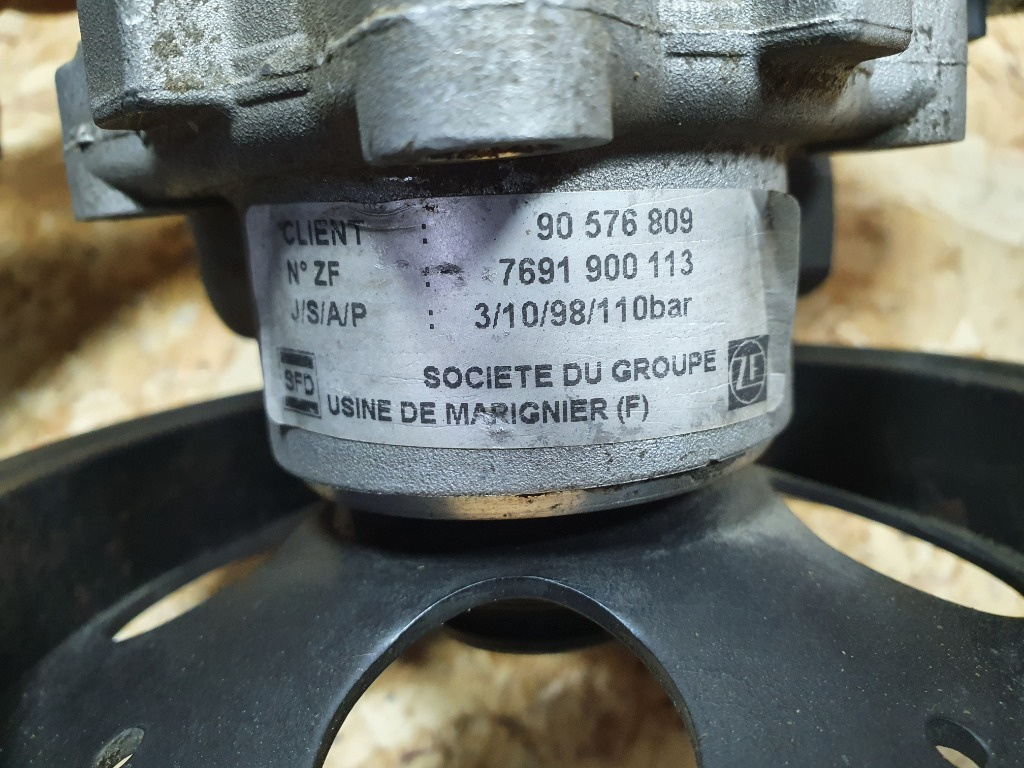 CLIENT : 90 576 809
N° ZF : 7691 900 113
J/S/A/P : 3/10/98/110bar
SFD SOCIETE DU GROUPE ZF
USINE DE MARIGNIER (F)